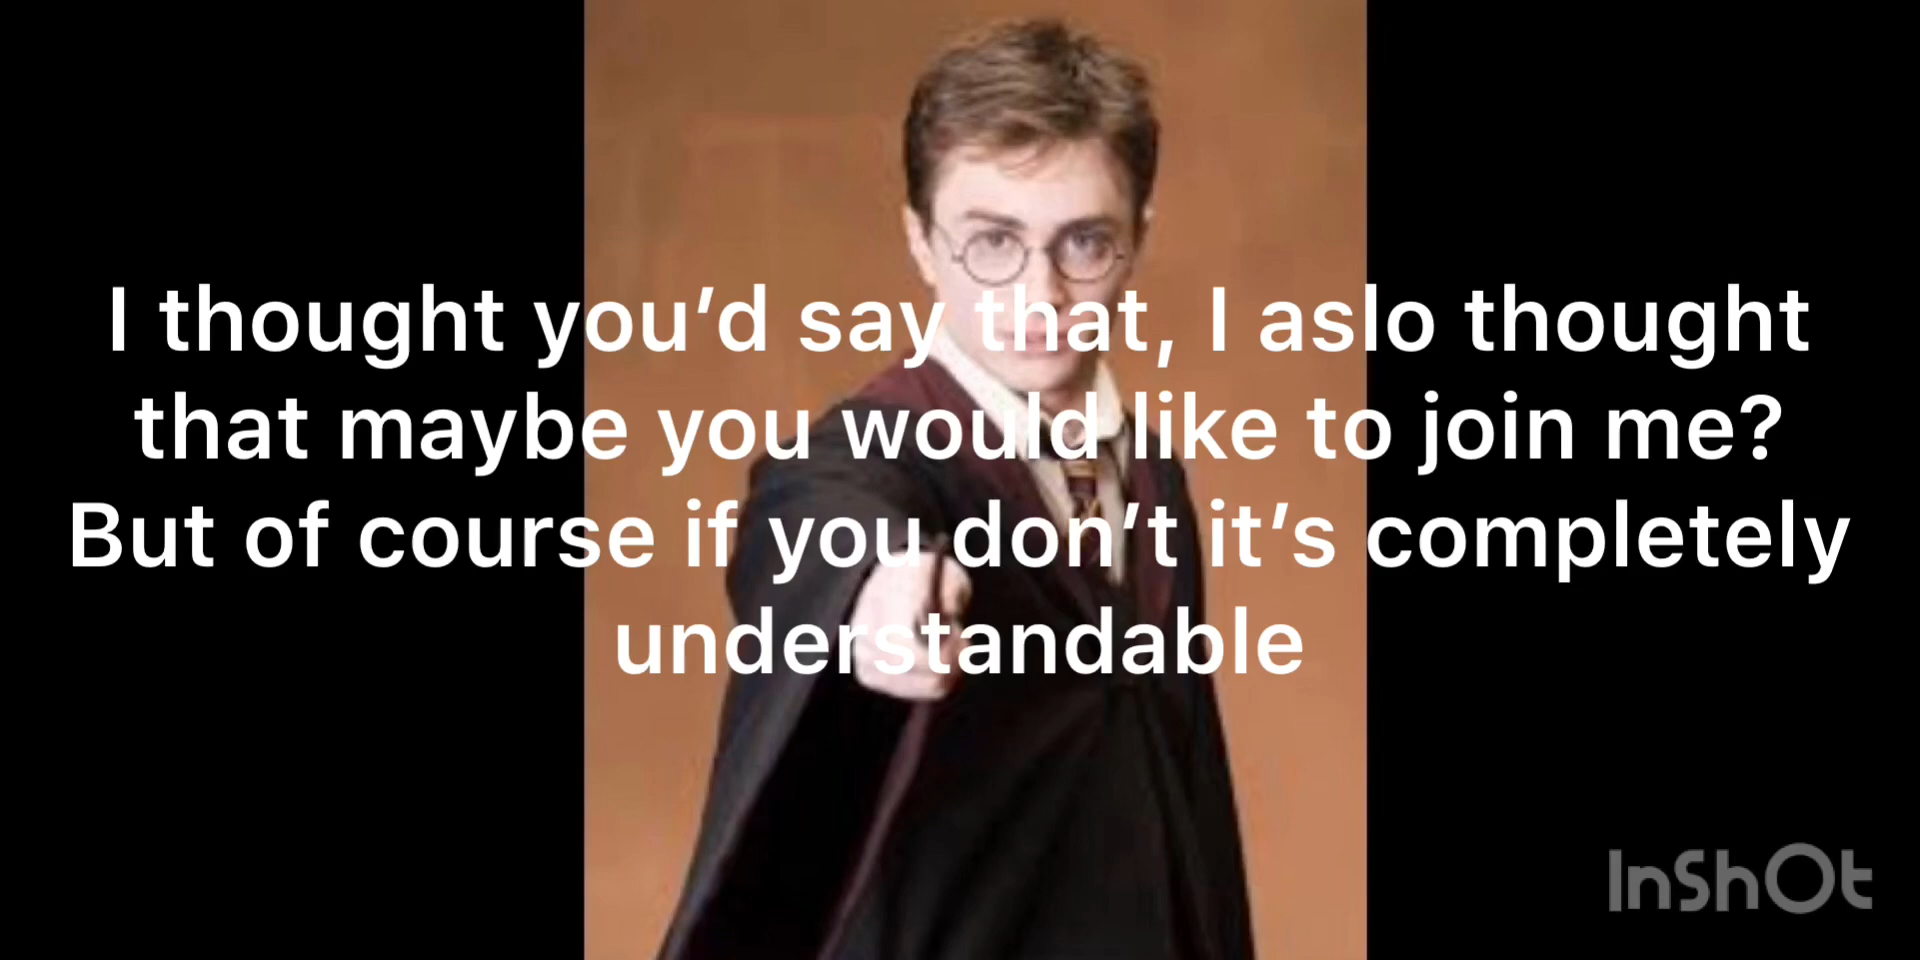 I thought you’d say that, I aslo thought
that maybe you would like to join me?
But of course if you don’t it’s completely
understandable
InShOt